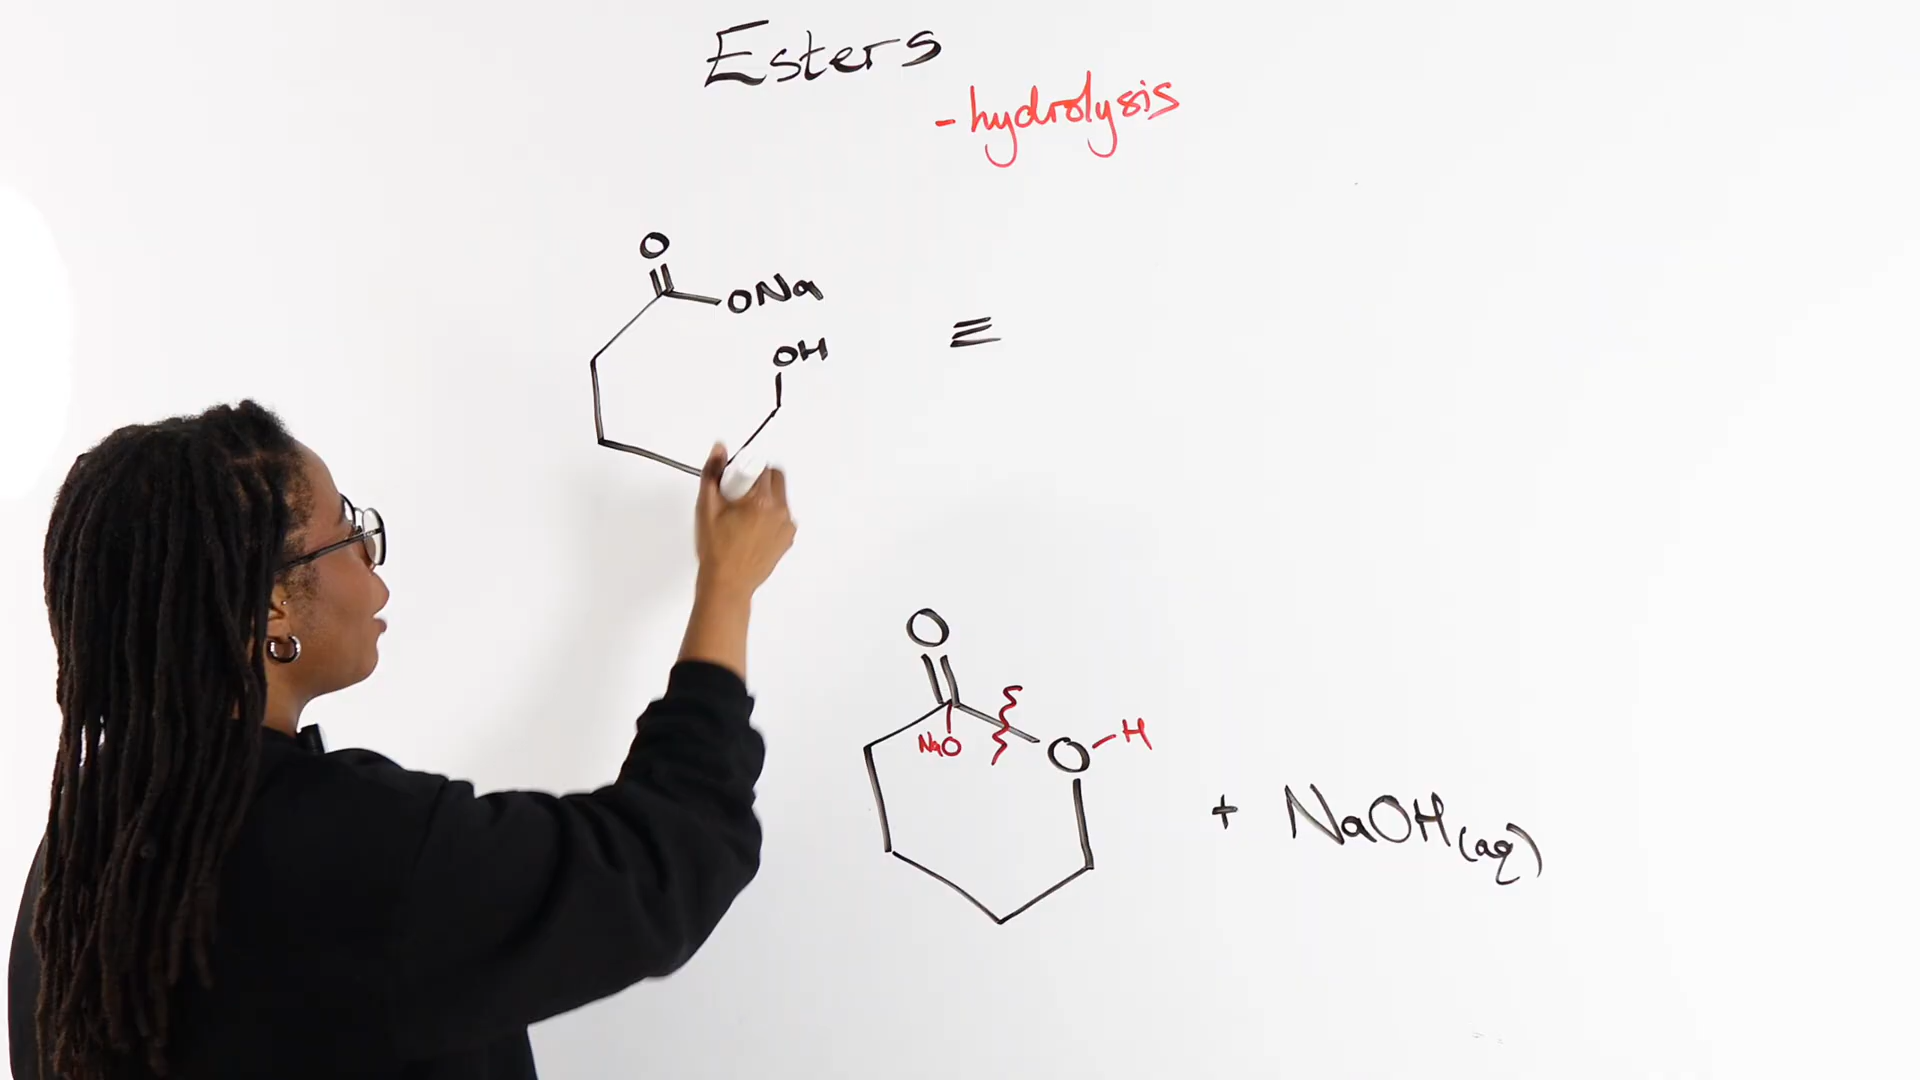 Esters
-hydrolysis
O
ONa
OH
≡
O
NaO
O-H
+ NaOH(aq)